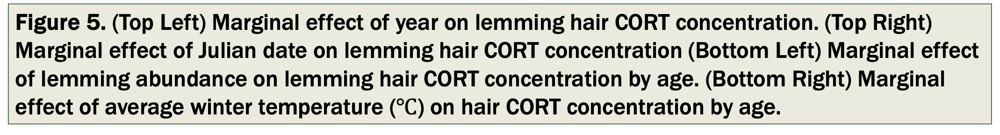 Figure 5. (Top Left) Marginal effect of year on lemming hair CORT concentration. (Top Right)
Marginal effect of Julian date on lemming hair CORT concentration (Bottom Left) Marginal effect
of lemming abundance on lemming hair CORT concentration by age. (Bottom Right) Marginal
effect of average winter temperature (℃) on hair CORT concentration by age.